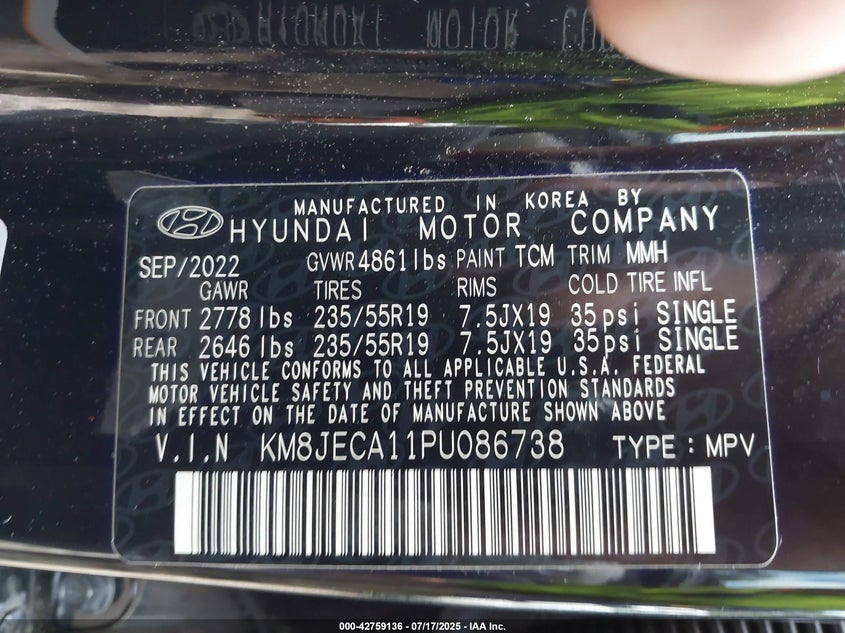 MANUFACTURED IN KOREA BY
HYUNDAI MOTOR COMPANY
SEP/2022 GVWR 4861lbs PAINT TCM TRIM MMH
GAWR TIRES RIMS COLD TIRE INFL
FRONT 2778 lbs 235/55R19 7.5JX19 35psi SINGLE
REAR 2646 lbs 235/55R19 7.5JX19 35psi SINGLE
THIS VEHICLE CONFORMS TO ALL APPLICABLE U.S.A. FEDERAL
MOTOR VEHICLE SAFETY AND THEFT PREVENTION STANDARDS
IN EFFECT ON THE DATE OF MANUFACTURE SHOWN ABOVE
V.I.N KM8JECA11PU086738 TYPE : MPV
000-42759136 - 07/17/2025 - IAA Inc.